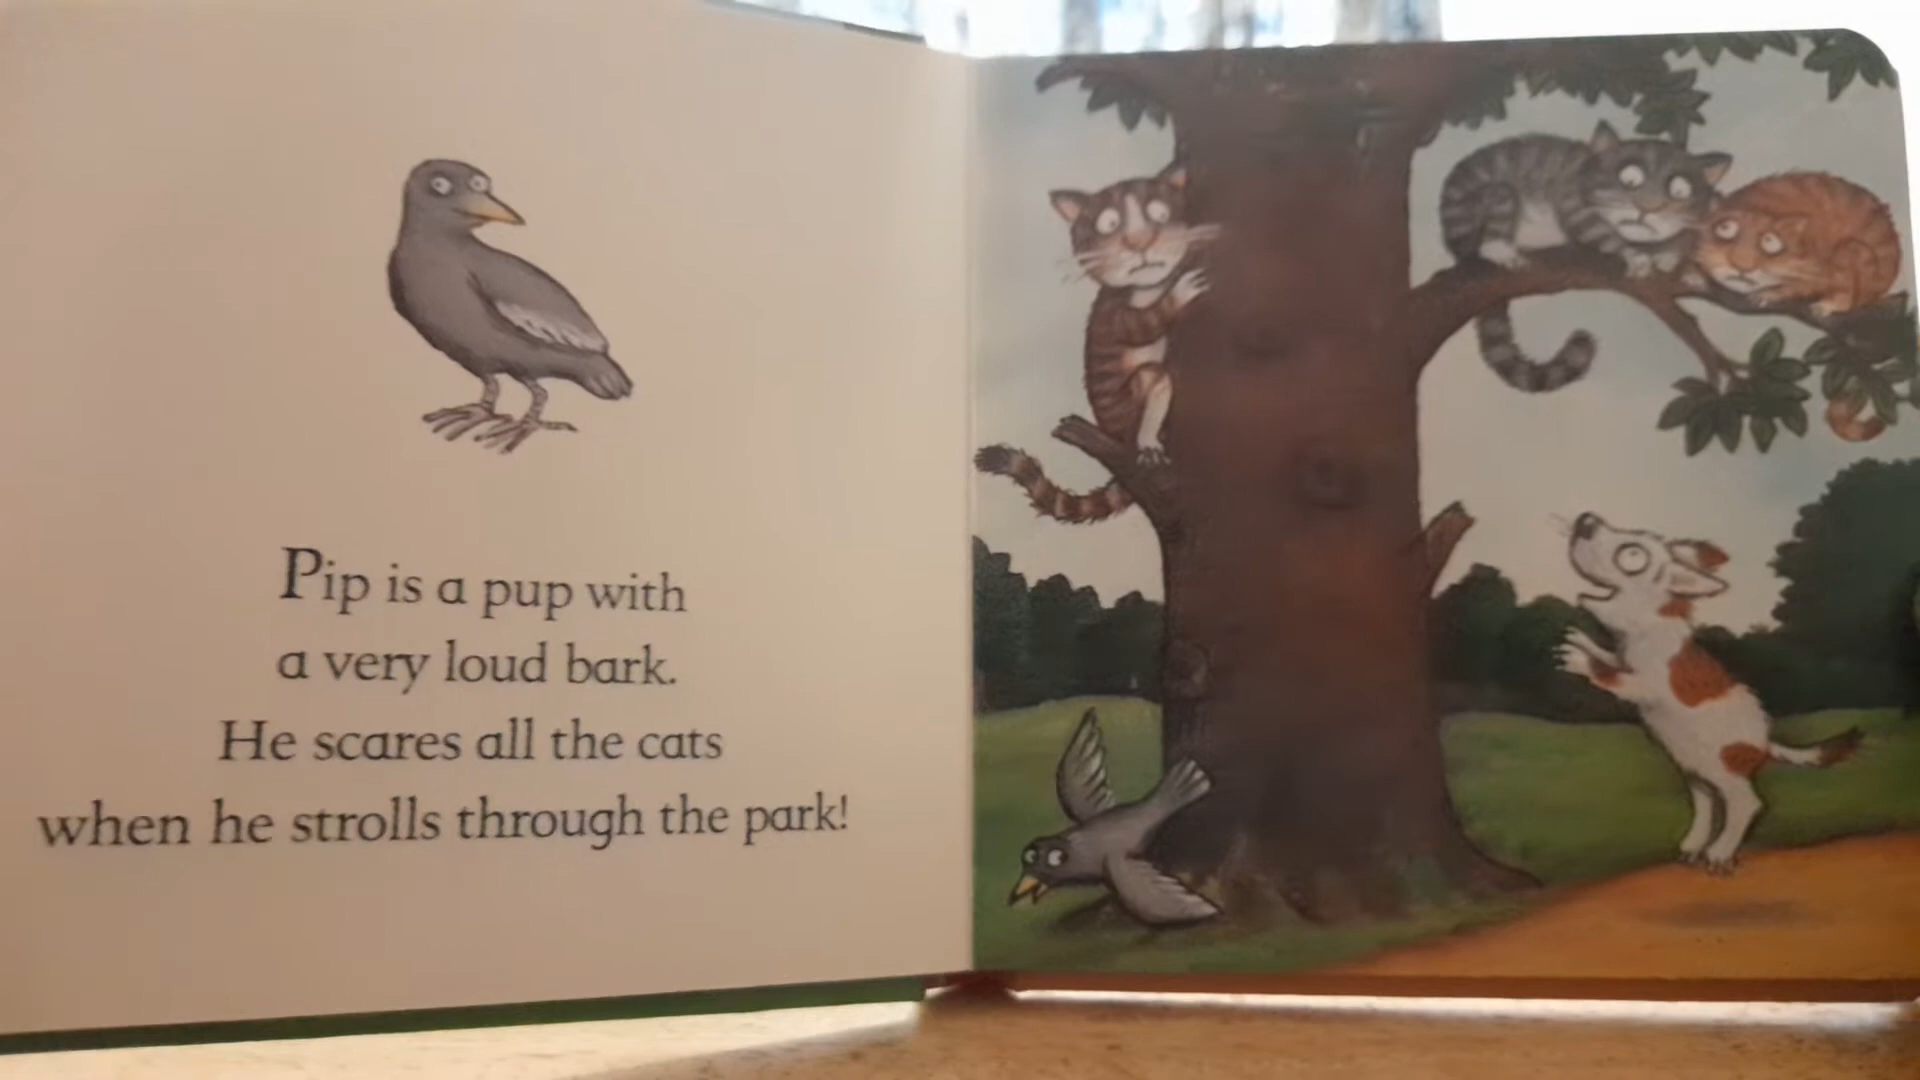 Pip is a pup with
a very loud bark.
He scares all the cats
when he strolls through the park!